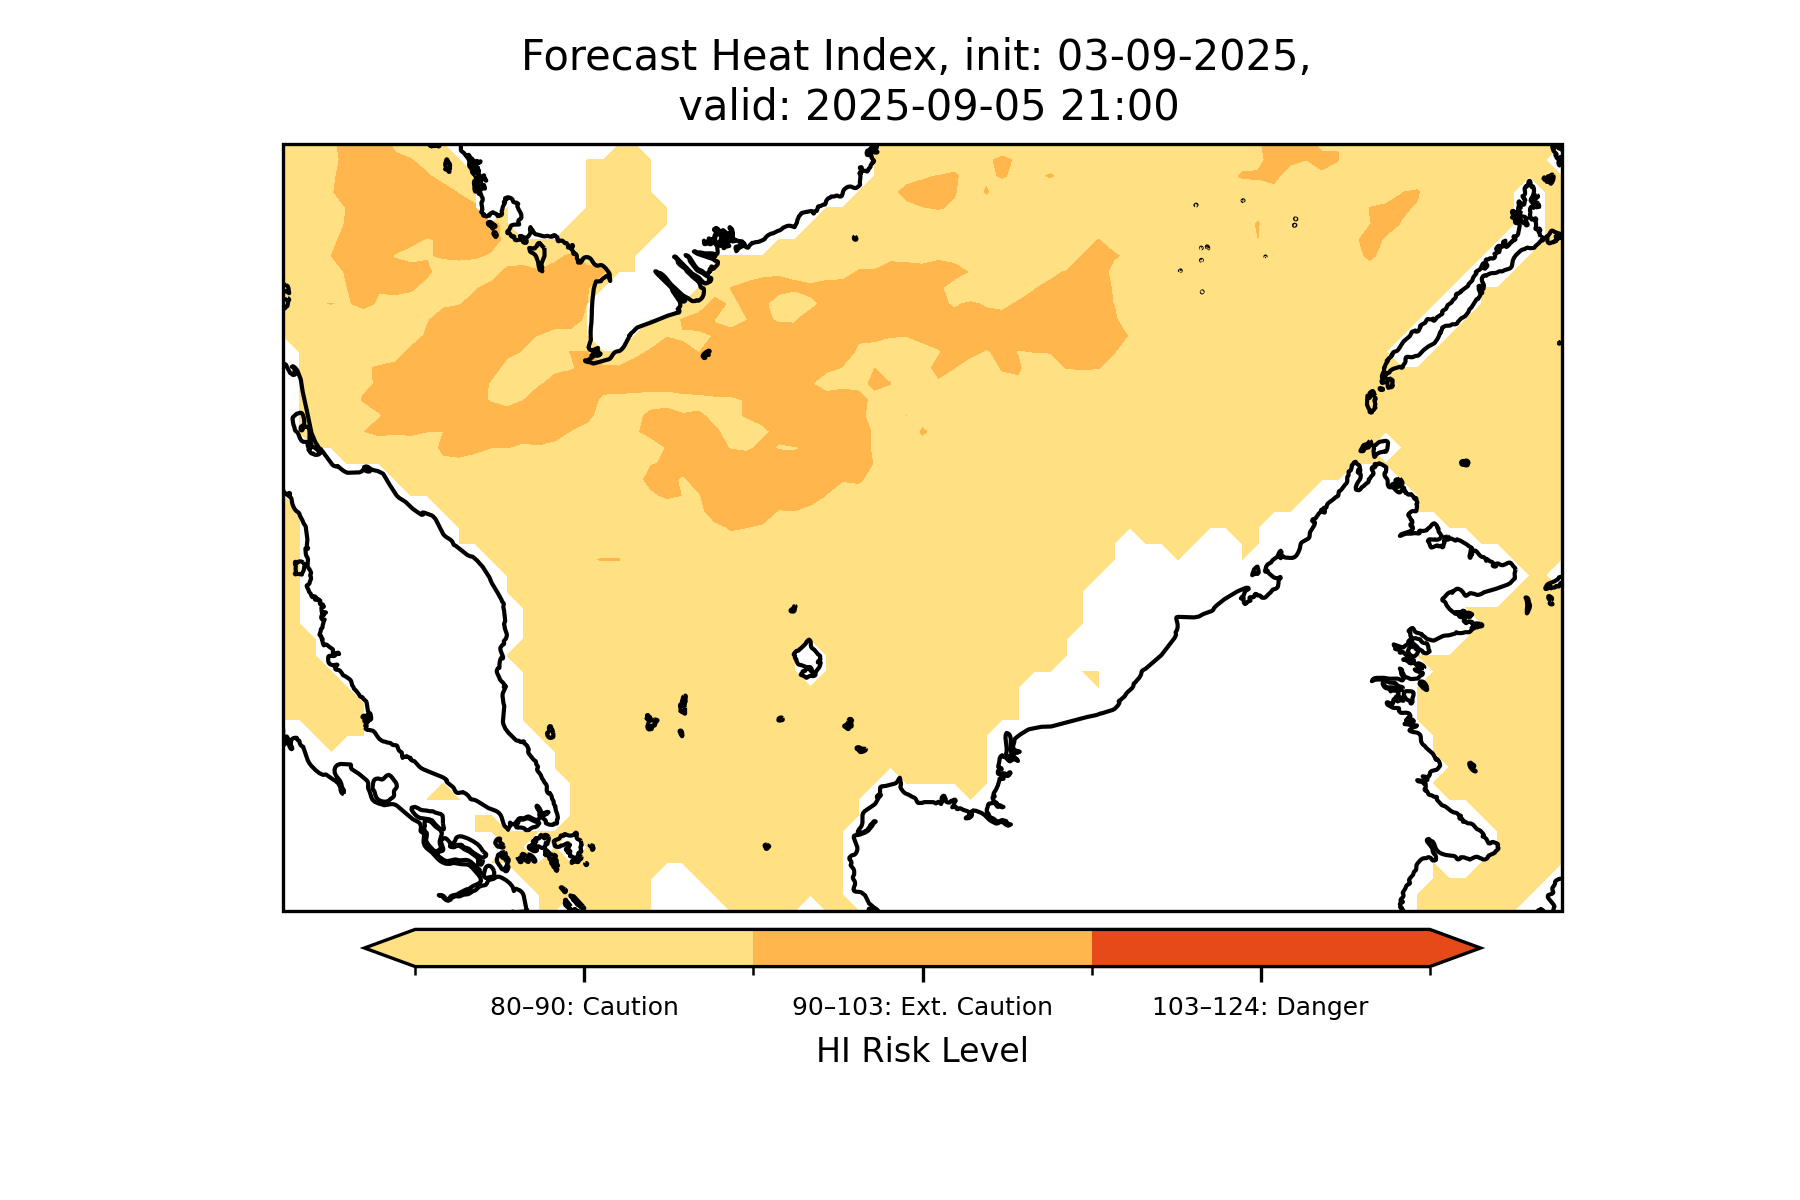 Forecast Heat Index, init: 03-09-2025,
valid: 2025-09-05 21:00
80–90: Caution
90–103: Ext. Caution
103–124: Danger
HI Risk Level